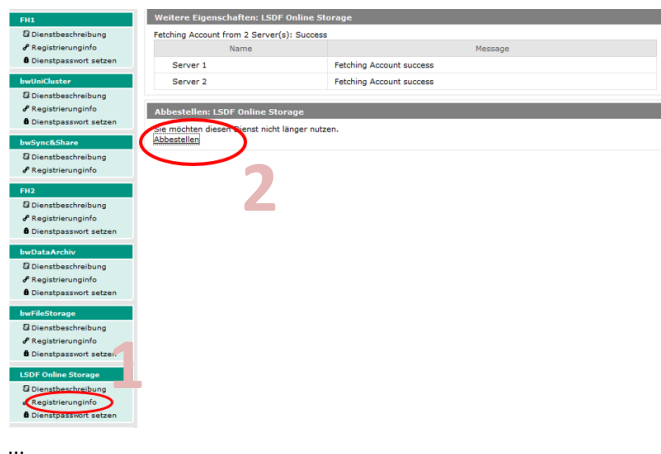 FH1
Dienstbeschreibung
Registrierunginfo
Dienstpasswort setzen
bwUniCluster
Dienstbeschreibung
Registrierunginfo
Dienstpasswort setzen
bwSync&Share
Dienstbeschreibung
Registrierunginfo
FH2
Dienstbeschreibung
Registrierunginfo
Dienstpasswort setzen
bwDataArchiv
Dienstbeschreibung
Registrierunginfo
Dienstpasswort setzen
bwFileStorage
Dienstbeschreibung
Registrierunginfo
Dienstpasswort setzen
1
LSDF Online Storage
Dienstbeschreibung
Registrierunginfo
Dienstpasswort setzen
Weitere Eigenschaften: LSDF Online Storage
Fetching Account from 2 Server(s): Success
Name Message
Server 1 Fetching Account success
Server 2 Fetching Account success
Abbestellen: LSDF Online Storage
Sie möchten diesen Dienst nicht länger nutzen.
Abbestellen
2
...